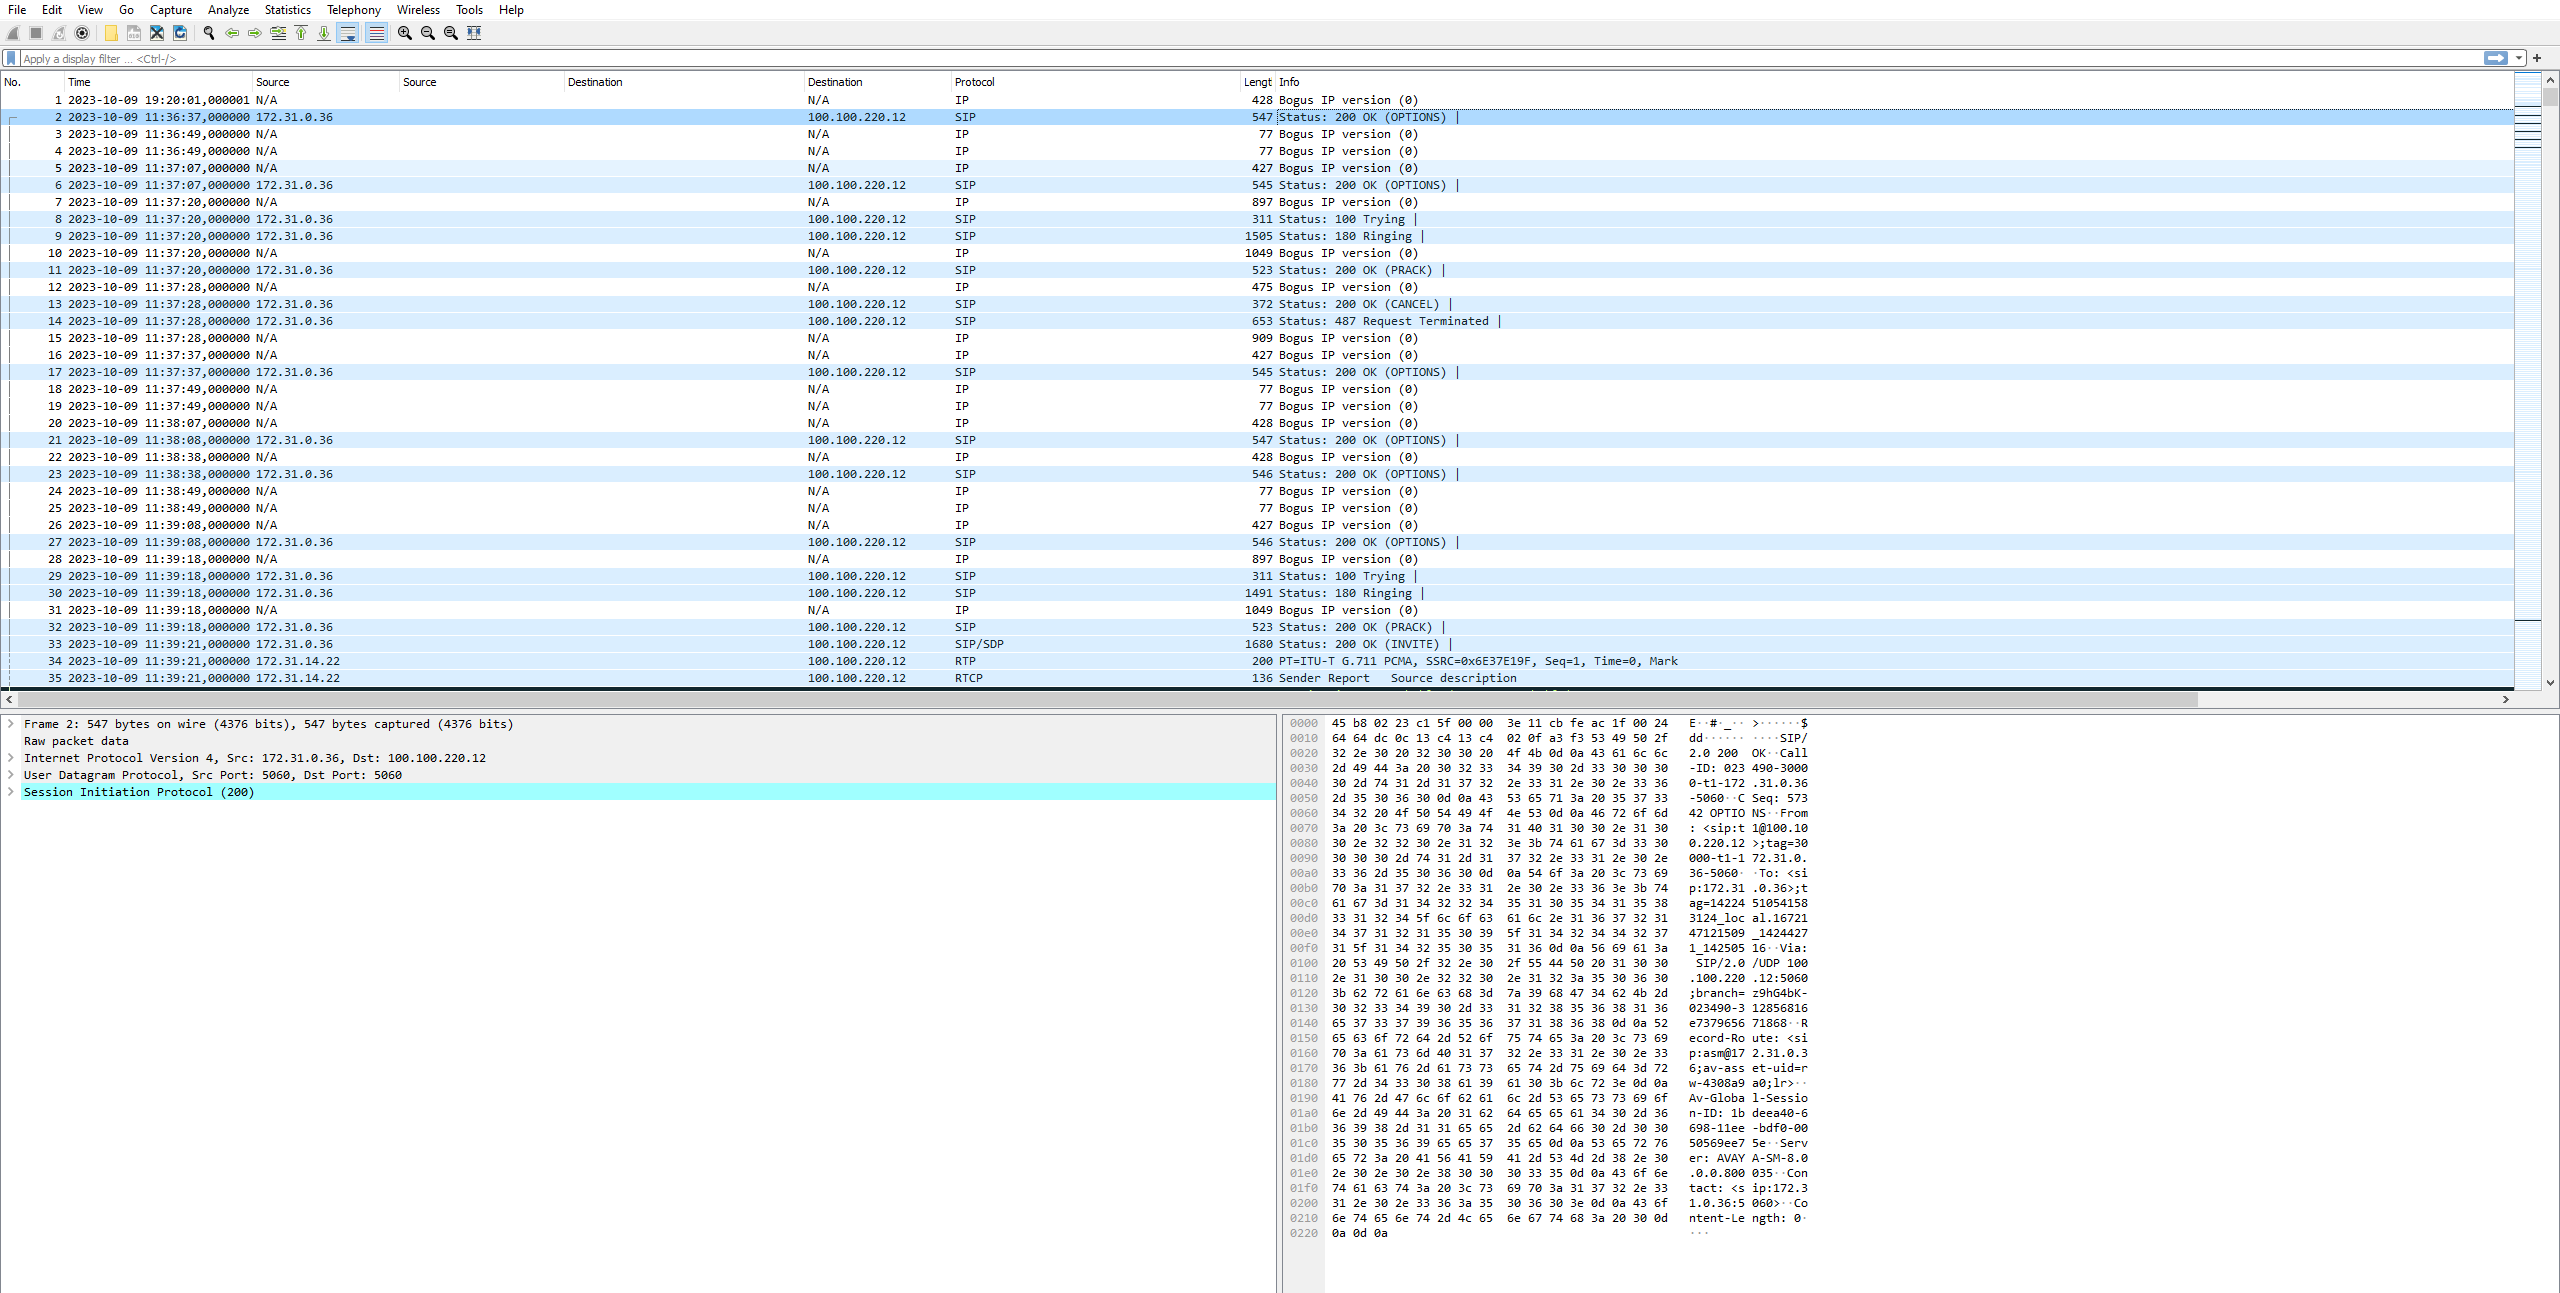 File Edit View Go Capture Analyze Statistics Telephony Wireless Tools Help
Apply a display filter ... <Ctrl-/>
No. Time Source Source Destination Destination Protocol Lengt Info
1 2023-10-09 19:20:01,000001 N/A N/A IP 428 Bogus IP version (0)
2 2023-10-09 11:36:37,000000 172.31.0.36 100.100.220.12 SIP 547 Status: 200 OK (OPTIONS) |
3 2023-10-09 11:36:49,000000 N/A N/A IP 77 Bogus IP version (0)
4 2023-10-09 11:36:49,000000 N/A N/A IP 77 Bogus IP version (0)
5 2023-10-09 11:37:07,000000 N/A N/A IP 427 Bogus IP version (0)
6 2023-10-09 11:37:07,000000 172.31.0.36 100.100.220.12 SIP 545 Status: 200 OK (OPTIONS) |
7 2023-10-09 11:37:20,000000 N/A N/A IP 897 Bogus IP version (0)
8 2023-10-09 11:37:20,000000 172.31.0.36 100.100.220.12 SIP 311 Status: 100 Trying |
9 2023-10-09 11:37:20,000000 172.31.0.36 100.100.220.12 SIP 1505 Status: 180 Ringing |
10 2023-10-09 11:37:20,000000 N/A N/A IP 1049 Bogus IP version (0)
11 2023-10-09 11:37:20,000000 172.31.0.36 100.100.220.12 SIP 523 Status: 200 OK (PRACK) |
12 2023-10-09 11:37:28,000000 N/A N/A IP 475 Bogus IP version (0)
13 2023-10-09 11:37:28,000000 172.31.0.36 100.100.220.12 SIP 372 Status: 200 OK (CANCEL) |
14 2023-10-09 11:37:28,000000 172.31.0.36 100.100.220.12 SIP 653 Status: 487 Request Terminated |
15 2023-10-09 11:37:28,000000 N/A N/A IP 909 Bogus IP version (0)
16 2023-10-09 11:37:37,000000 N/A N/A IP 427 Bogus IP version (0)
17 2023-10-09 11:37:37,000000 172.31.0.36 100.100.220.12 SIP 545 Status: 200 OK (OPTIONS) |
18 2023-10-09 11:37:49,000000 N/A N/A IP 77 Bogus IP version (0)
19 2023-10-09 11:37:49,000000 N/A N/A IP 77 Bogus IP version (0)
20 2023-10-09 11:38:07,000000 N/A N/A IP 428 Bogus IP version (0)
21 2023-10-09 11:38:08,000000 172.31.0.36 100.100.220.12 SIP 547 Status: 200 OK (OPTIONS) |
22 2023-10-09 11:38:38,000000 N/A N/A IP 428 Bogus IP version (0)
23 2023-10-09 11:38:38,000000 172.31.0.36 100.100.220.12 SIP 546 Status: 200 OK (OPTIONS) |
24 2023-10-09 11:38:49,000000 N/A N/A IP 77 Bogus IP version (0)
25 2023-10-09 11:38:49,000000 N/A N/A IP 77 Bogus IP version (0)
26 2023-10-09 11:39:08,000000 N/A N/A IP 427 Bogus IP version (0)
27 2023-10-09 11:39:08,000000 172.31.0.36 100.100.220.12 SIP 546 Status: 200 OK (OPTIONS) |
28 2023-10-09 11:39:18,000000 N/A N/A IP 897 Bogus IP version (0)
29 2023-10-09 11:39:18,000000 172.31.0.36 100.100.220.12 SIP 311 Status: 100 Trying |
30 2023-10-09 11:39:18,000000 172.31.0.36 100.100.220.12 SIP 1491 Status: 180 Ringing |
31 2023-10-09 11:39:18,000000 N/A N/A IP 1049 Bogus IP version (0)
32 2023-10-09 11:39:18,000000 172.31.0.36 100.100.220.12 SIP 523 Status: 200 OK (PRACK) |
33 2023-10-09 11:39:21,000000 172.31.0.36 100.100.220.12 SIP/SDP 1680 Status: 200 OK (INVITE) |
34 2023-10-09 11:39:21,000000 172.31.14.22 100.100.220.12 RTP 200 PT=ITU-T G.711 PCMA, SSRC=0x6E37E19F, Seq=1, Time=0, Mark
35 2023-10-09 11:39:21,000000 172.31.14.22 100.100.220.12 RTCP 136 Sender Report Source description
Frame 2: 547 bytes on wire (4376 bits), 547 bytes captured (4376 bits)
Raw packet data
Internet Protocol Version 4, Src: 172.31.0.36, Dst: 100.100.220.12
User Datagram Protocol, Src Port: 5060, Dst Port: 5060
Session Initiation Protocol (200)
0000 45 b8 02 23 c1 5f 00 00 3e 11 cb fe ac 1f 00 24 E··#·_·· >······$
0010 64 64 dc 0c 13 c4 13 c4 02 0f a3 f3 53 49 50 2f dd······ ····SIP/
0020 32 2e 30 20 32 30 30 20 4f 4b 0d 0a 43 61 6c 6c 2.0 200 OK··Call
0030 2d 49 44 3a 20 30 32 33 34 39 30 2d 33 30 30 30 -ID: 023 490-3000
0040 30 2d 74 31 2d 31 37 32 2e 33 31 2e 30 2e 33 36 0-t1-172 .31.0.36
0050 2d 35 30 36 30 0d 0a 43 53 65 71 3a 20 35 37 33 -5060··C Seq: 573
0060 34 32 20 4f 50 54 49 4f 4e 53 0d 0a 46 72 6f 6d 42 OPTIO NS··From
0070 3a 20 3c 73 69 70 3a 74 31 40 31 30 30 2e 31 30 : <sip:t 1@100.10
0080 30 2e 32 32 30 2e 31 32 3e 3b 74 61 67 3d 33 30 0.220.12 >;tag=30
0090 30 30 30 2d 74 31 2d 31 37 32 2e 33 31 2e 30 2e 000-t1-1 72.31.0.
00a0 33 36 2d 35 30 36 30 0d 0a 54 6f 3a 20 3c 73 69 36-5060· ·To: <si
00b0 70 3a 31 37 32 2e 33 31 2e 30 2e 33 36 3e 3b 74 p:172.31 .0.36>;t
00c0 61 67 3d 31 34 32 32 34 35 31 30 35 34 31 35 38 ag=14224 51054158
00d0 33 31 32 34 5f 6c 6f 63 61 6c 2e 31 36 37 32 31 3124_loc al.16721
00e0 34 37 31 32 31 35 30 39 5f 31 34 32 34 34 32 37 47121509 _1424427
00f0 31 5f 31 34 32 35 30 35 31 36 0d 0a 56 69 61 3a 1_142505 16··Via:
0100 20 53 49 50 2f 32 2e 30 2f 55 44 50 20 31 30 30 SIP/2.0 /UDP 100
0110 2e 31 30 30 2e 32 32 30 2e 31 32 3a 35 30 36 30 .100.220 .12:5060
0120 3b 62 72 61 6e 63 68 3d 7a 39 68 47 34 62 4b 2d ;branch= z9hG4bK-
0130 30 32 33 34 39 30 2d 33 31 32 38 35 36 38 31 36 023490-3 12856816
0140 65 37 33 37 39 36 35 36 37 31 38 36 38 0d 0a 52 e7379656 71868··R
0150 65 63 6f 72 64 2d 52 6f 75 74 65 3a 20 3c 73 69 ecord-Ro ute: <si
0160 70 3a 61 73 6d 40 31 37 32 2e 33 31 2e 30 2e 33 p:asm@17 2.31.0.3
0170 36 3b 61 76 2d 61 73 73 65 74 2d 75 69 64 3d 72 6;av-ass et-uid=r
0180 77 2d 34 33 30 38 61 39 61 30 3b 6c 72 3e 0d 0a w-4308a9 a0;lr>··
0190 41 76 2d 47 6c 6f 62 61 6c 2d 53 65 73 73 69 6f Av-Globa l-Sessio
01a0 6e 2d 49 44 3a 20 31 62 64 65 65 61 34 30 2d 36 n-ID: 1b deea40-6
01b0 36 39 38 2d 31 31 65 65 2d 62 64 66 30 2d 30 30 698-11ee -bdf0-00
01c0 35 30 35 36 39 65 65 37 35 65 0d 0a 53 65 72 76 50569ee7 5e··Serv
01d0 65 72 3a 20 41 56 41 59 41 2d 53 4d 2d 38 2e 30 er: AVAY A-SM-8.0
01e0 2e 30 2e 30 2e 38 30 30 30 33 35 0d 0a 43 6f 6e .0.0.800 035··Con
01f0 74 61 63 74 3a 20 3c 73 69 70 3a 31 37 32 2e 33 tact: <s ip:172.3
0200 31 2e 30 2e 33 36 3a 35 30 36 30 3e 0d 0a 43 6f 1.0.36:5 060>··Co
0210 6e 74 65 6e 74 2d 4c 65 6e 67 74 68 3a 20 30 0d ntent-Le ngth: 0·
0220 0a 0d 0a ···